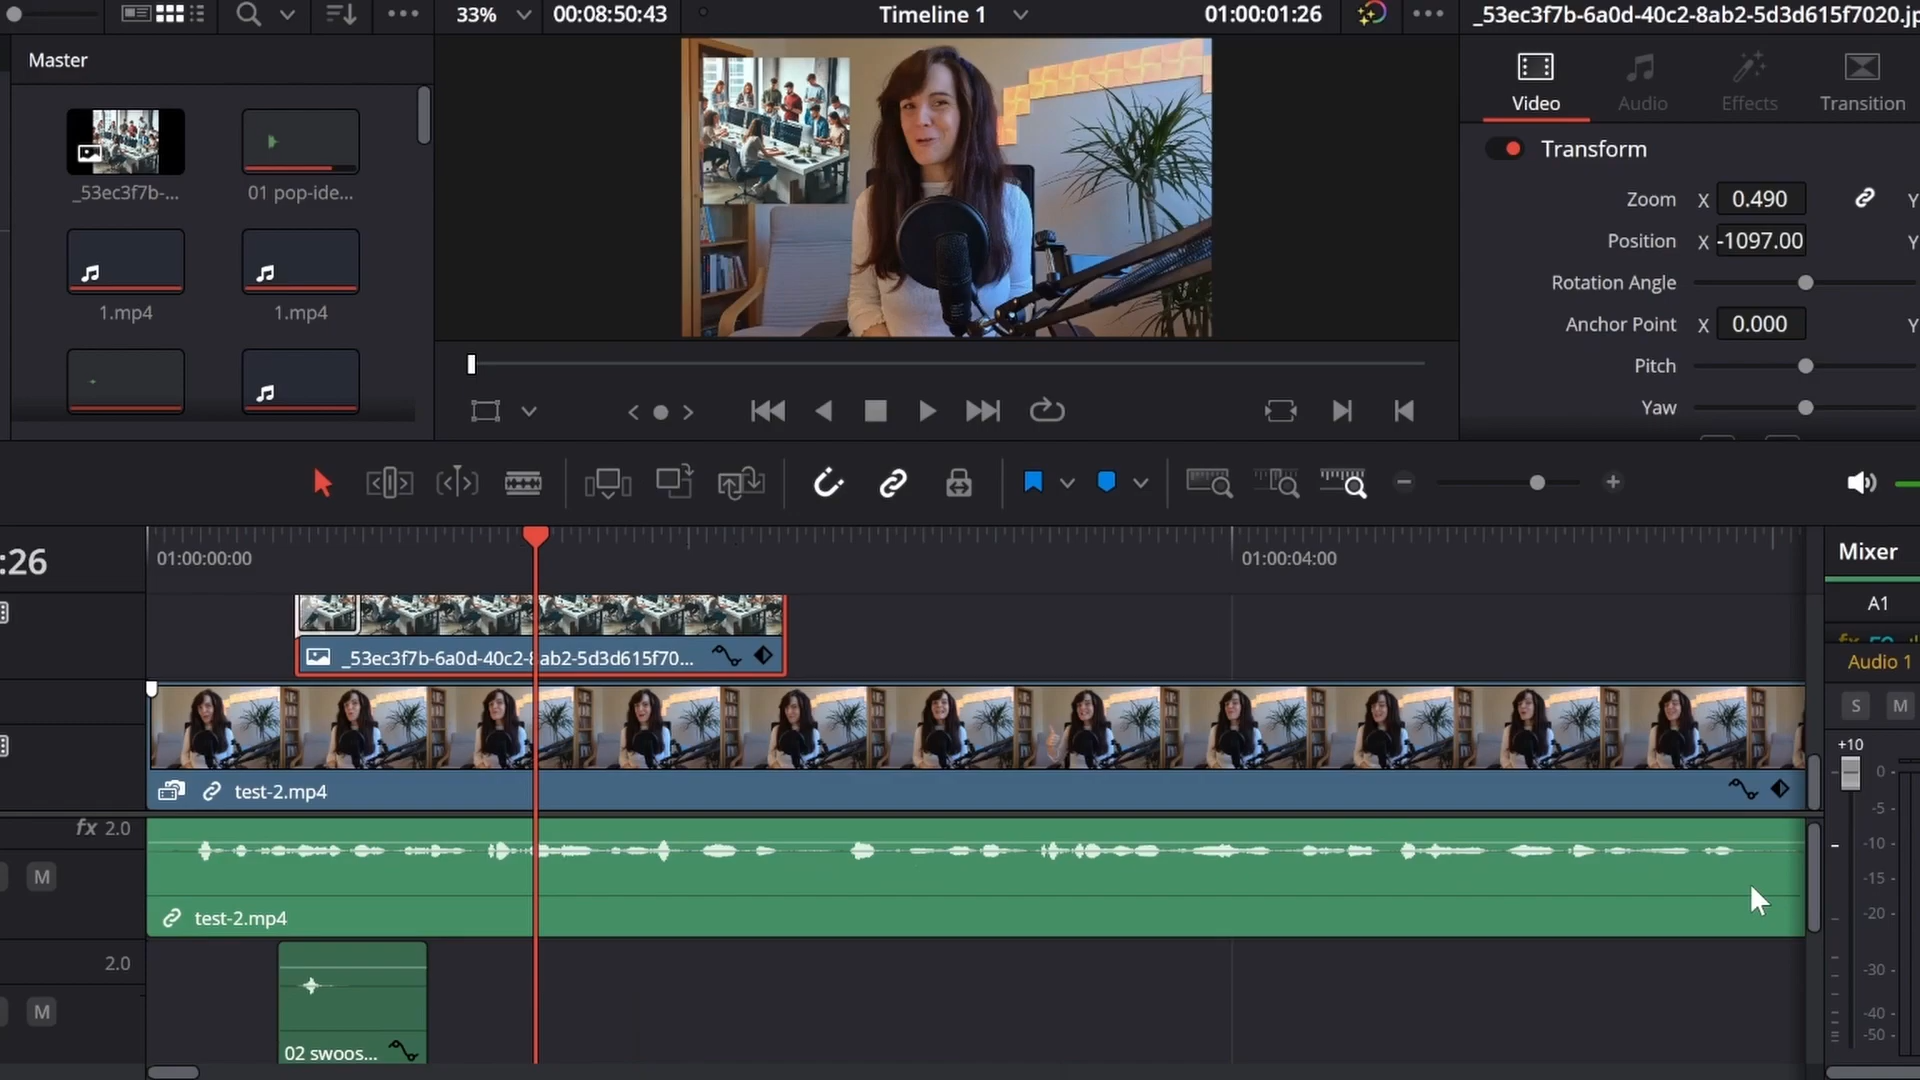 33%
00:08:50:43
Timeline 1
01:00:01:26
_53ec3f7b-6a0d-40c2-8ab2-5d3d615f7020.jp
Master
_53ec3f7b-...
01 pop-ide...
1.mp4
1.mp4
Video
Audio
Effects
Transition
Transform
Zoom X 0.490 Y
Position X -1097.00 Y
Rotation Angle
Anchor Point X 0.000 Y
Pitch
Yaw
:26
01:00:00:00
01:00:04:00
_53ec3f7b-6a0d-40c2-8ab2-5d3d615f70...
test-2.mp4
fx 2.0
M
test-2.mp4
2.0
M
02 swoos...
Mixer
A1
Audio 1
S M
+10
0
-5
-10
-15
-20
-30
-40
-50